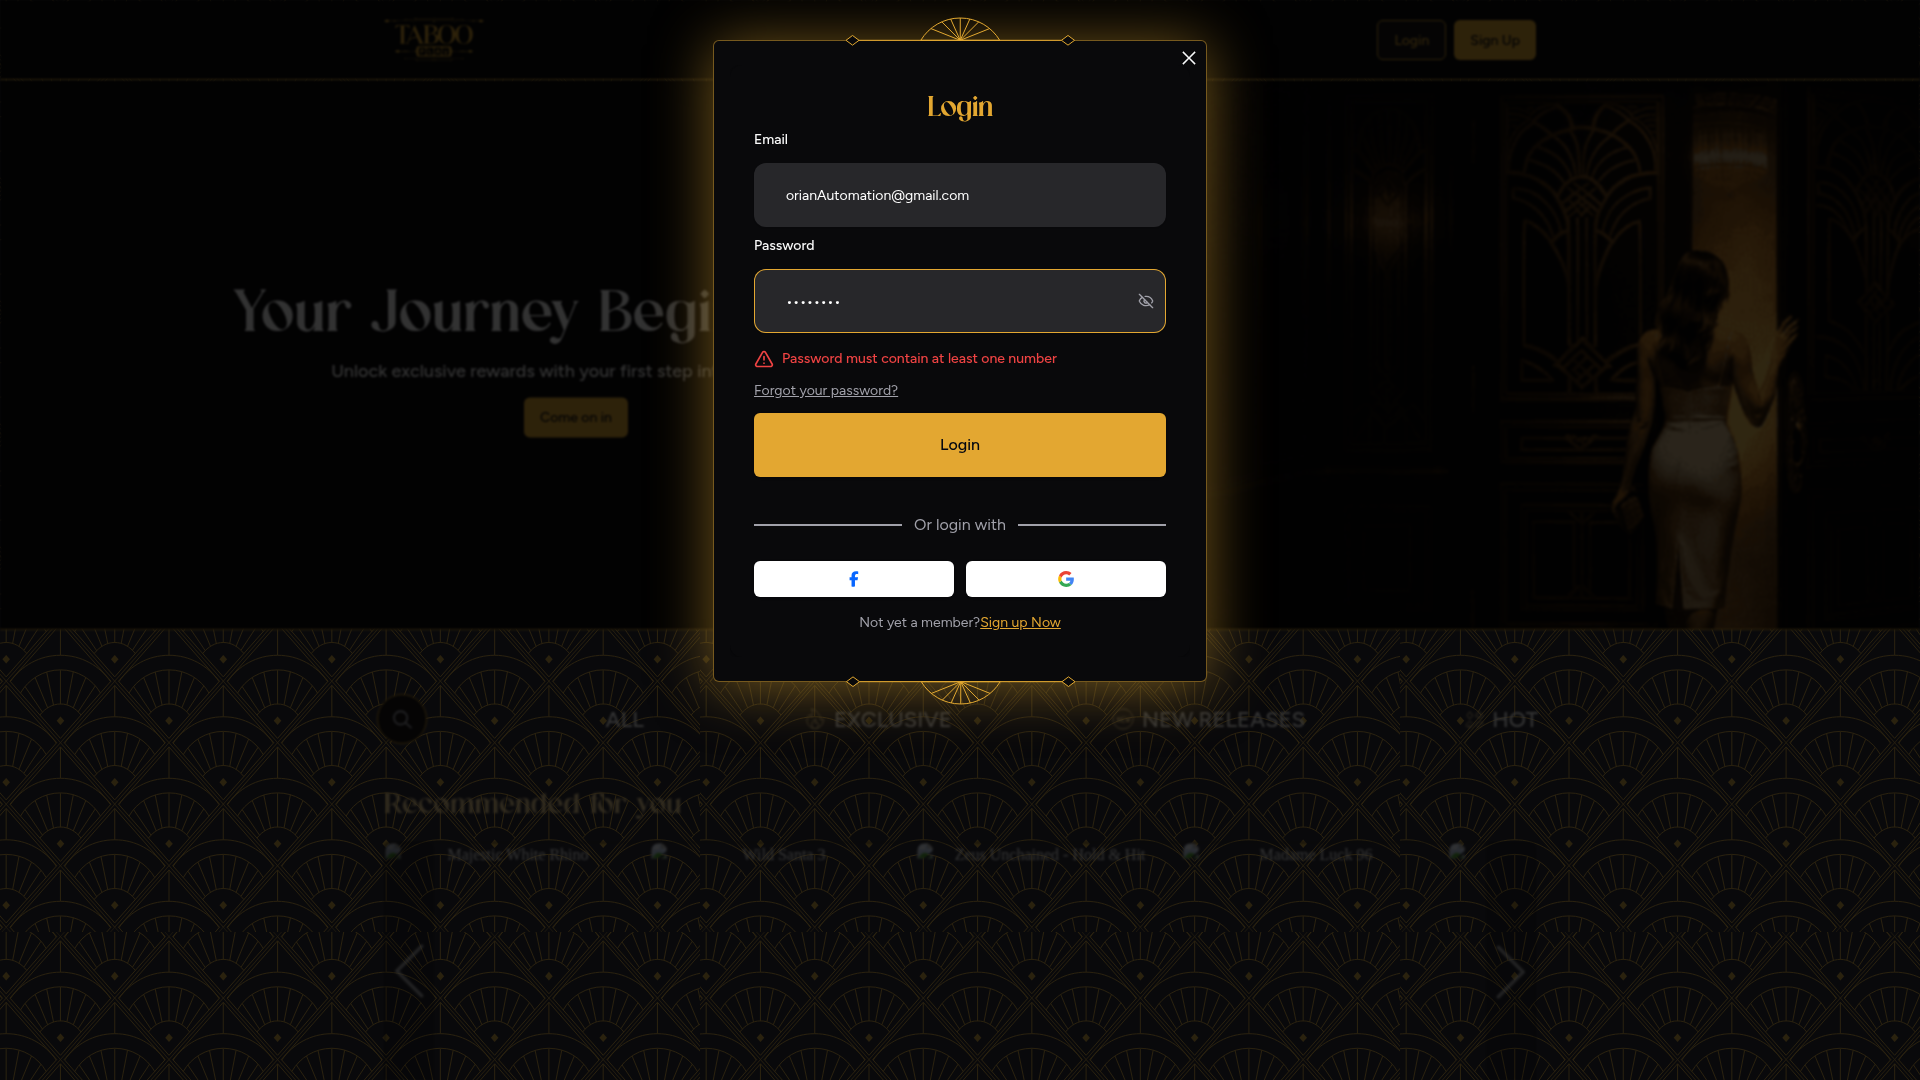 TABOO
Login
Sign Up
Login
Email
orianAutomation@gmail.com
Password
••••••••
Password must contain at least one number
Forgot your password?
Login
Or login with
Not yet a member?Sign up Now
Your Journey Begi
Unlock exclusive rewards with your first step in
Come on in
ALL
EXCLUSIVE
NEW RELEASES
HOT
Recommended for you
Majestic White Rhino
Wild Santa 3
Zeus Unchained - Hold & Hit
Madame Luck 96